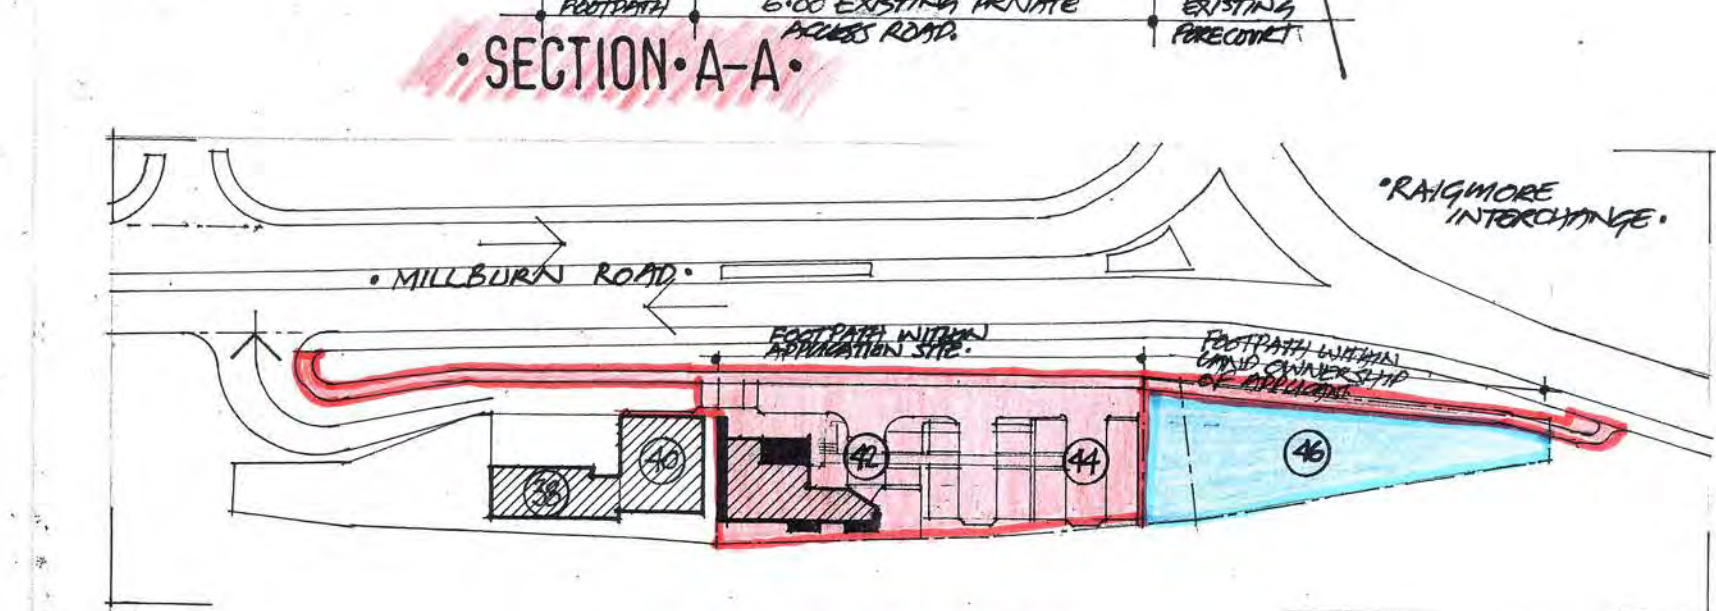 FOOTPATH
6.00 EXISTING PRIVATE
ACCESS ROAD.
EXISTING
FORECOURT
• SECTION • A-A •
• RAIGMORE
INTERCHANGE •
• MILLBURN ROAD •
FOOTPATH WITHIN
APPLICATION SITE •
FOOTPATH WITHIN
LAND OWNERSHIP
OF APPLICANT
38
40
42
44
46